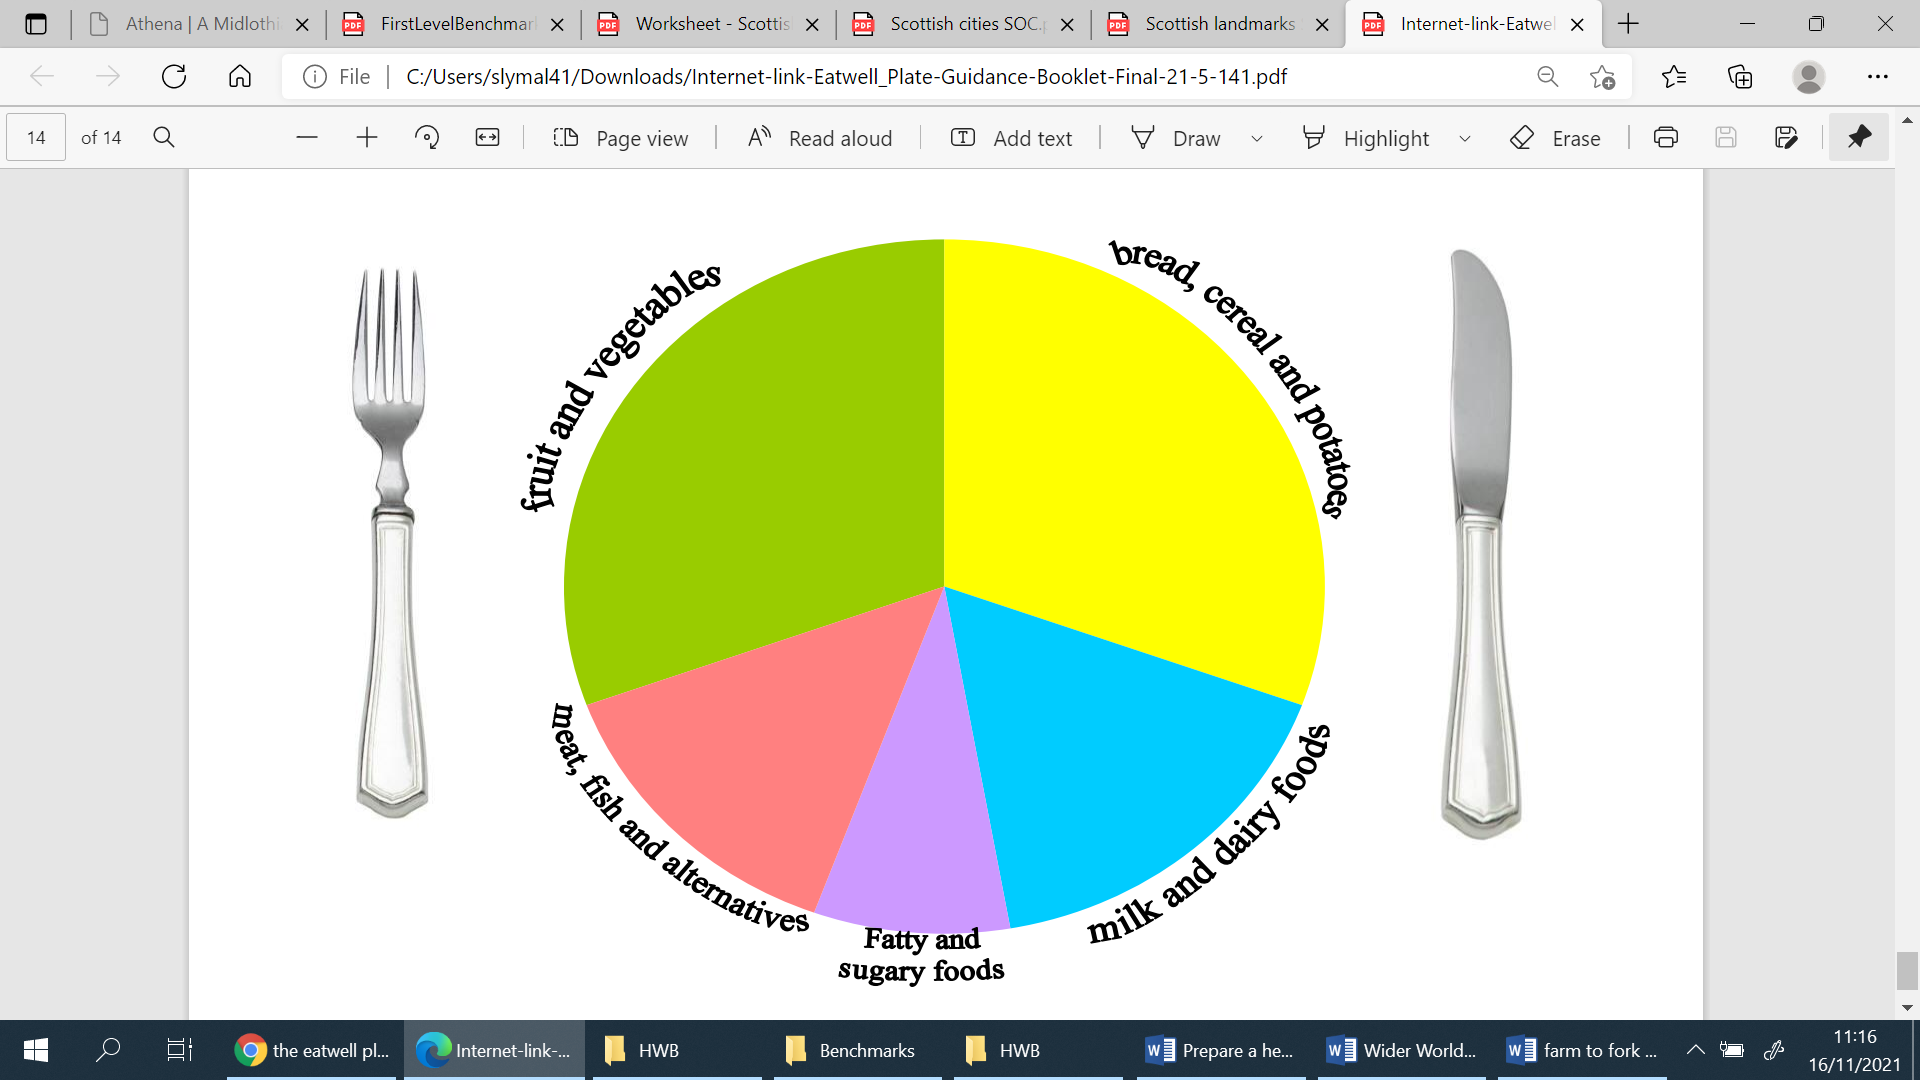 Athena | A Midlothi
FirstLevelBenchmar
Worksheet - Scottis
Scottish cities SOC.p
Scottish landmarks
Internet-link-Eatwel
File
C:/Users/slymal41/Downloads/Internet-link-Eatwell_Plate-Guidance-Booklet-Final-21-5-141.pdf
14 of 14
Page view
Read aloud
Add text
Draw
Highlight
Erase
fruit and vegetables
bread, cereal and potatoes
meat, fish and alternatives
milk and dairy foods
Fatty and
sugary foods
the eatwell pl...
Internet-link-...
HWB
Benchmarks
HWB
Prepare a he...
Wider World...
farm to fork ...
11:16
16/11/2021